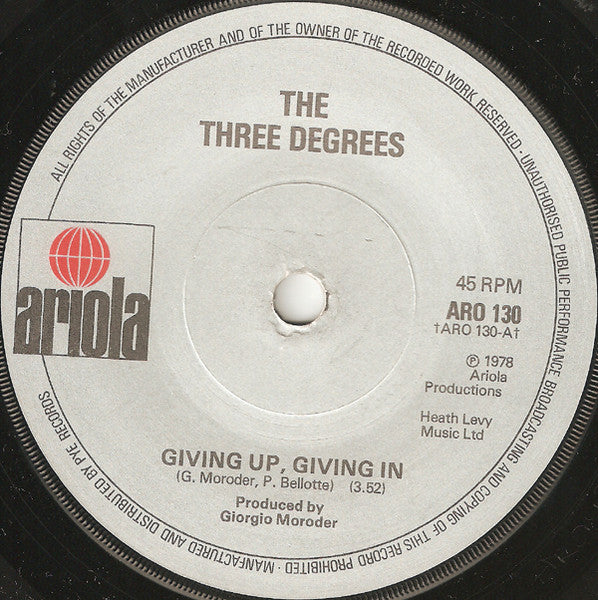 ALL RIGHTS OF THE MANUFACTURER AND OF THE OWNER OF THE RECORDED WORK RESERVED · UNAUTHORISED PUBLIC PERFORMANCE BROADCASTING AND COPYING OF THIS RECORD PROHIBITED · MANUFACTURED AND DISTRIBUTED BY PYE RECORDS
THE
THREE DEGREES
ariola
45 RPM
ARO 130
†ARO 130-A†
℗ 1978
Ariola
Productions
Heath Levy
Music Ltd
GIVING UP, GIVING IN
(G. Moroder, P. Bellotte) (3.52)
Produced by
Giorgio Moroder